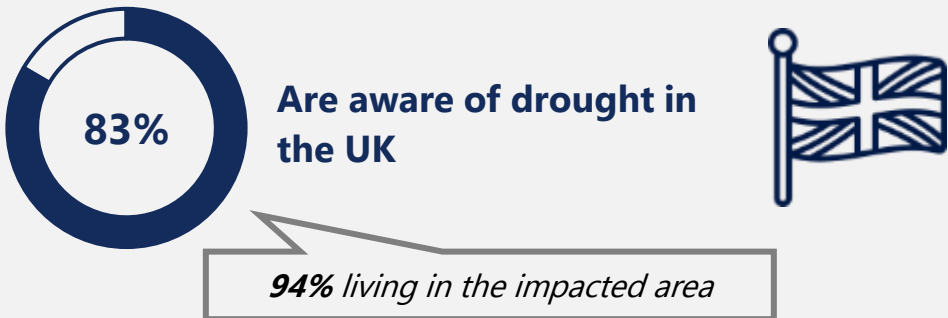 83%
Are aware of drought in
the UK
94% living in the impacted area